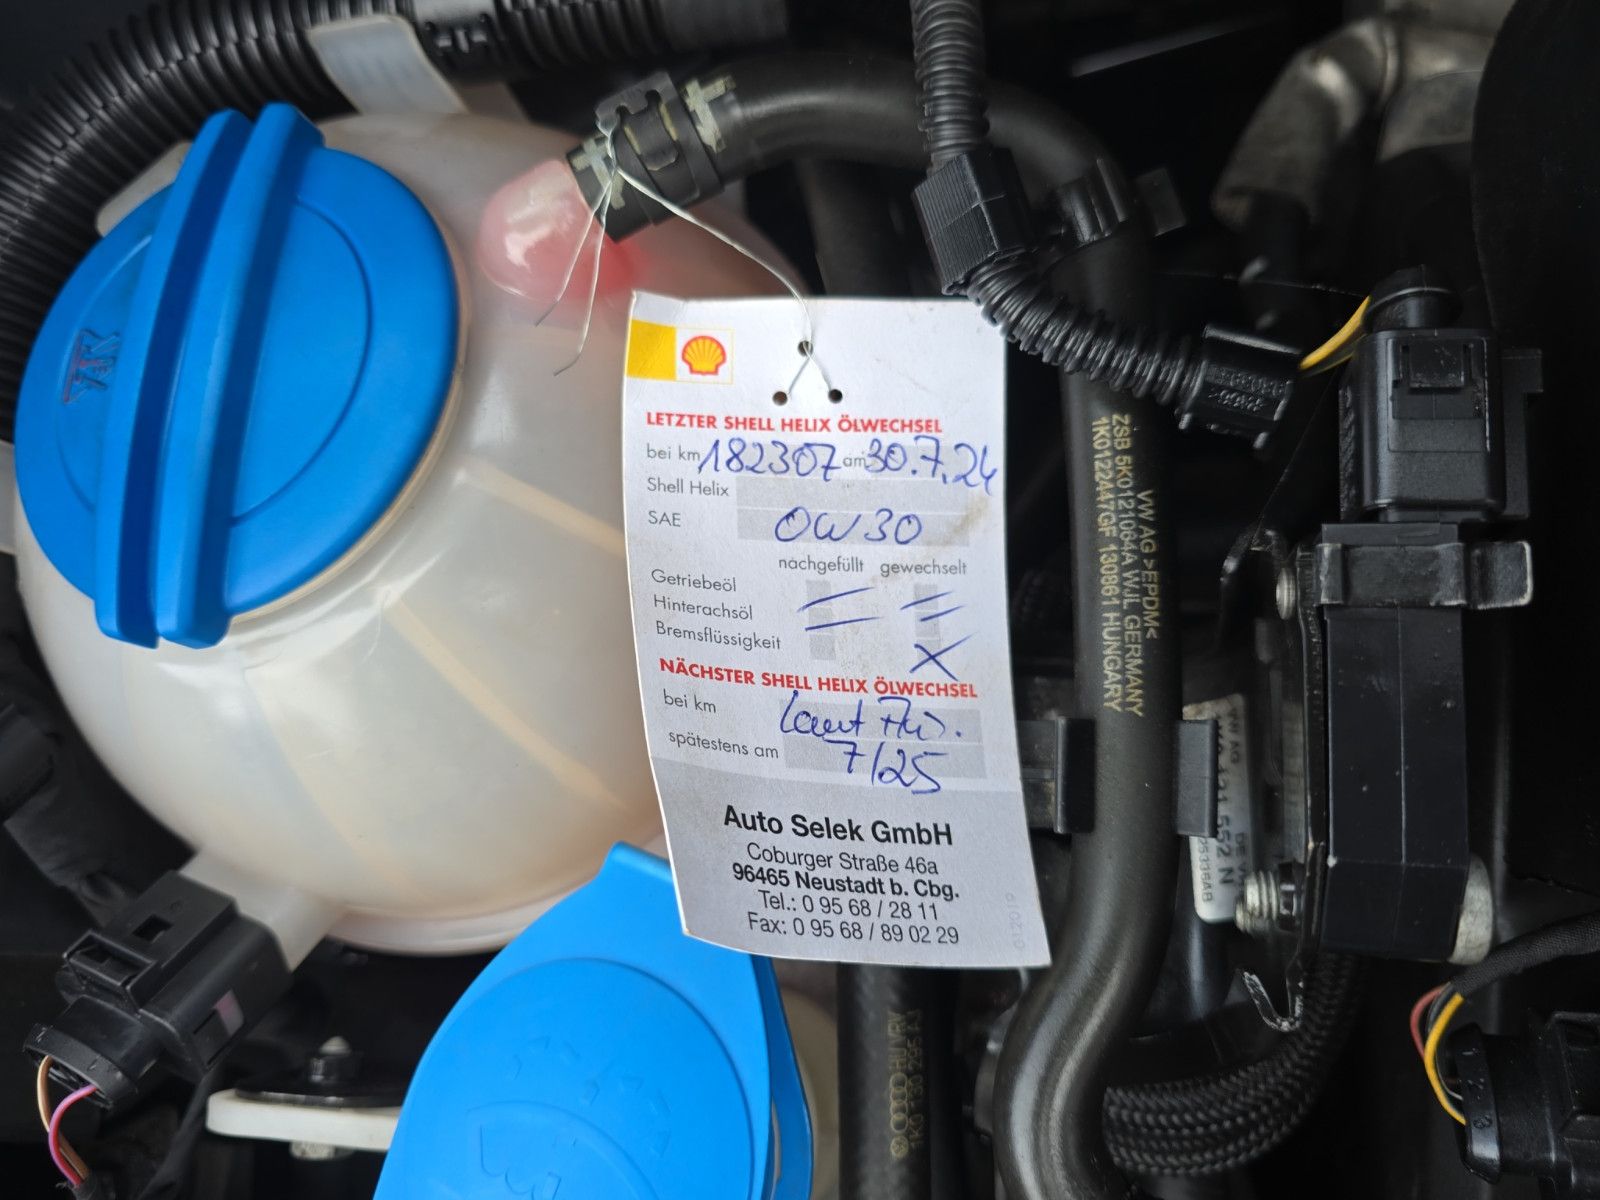 LETZTER SHELL HELIX ÖLWECHSEL
bei km 182307 am 30.7.24
Shell Helix
SAE 0W30
nachgefüllt gewechselt
Getriebeöl
Hinterachsöl
Bremsflüssigkeit X
NÄCHSTER SHELL HELIX ÖLWECHSEL
bei km laut
spätestens am 7/25
Auto Selek GmbH
Coburger Straße 46a
96465 Neustadt b. Cbg.
Tel.: 0 95 68 / 28 11
Fax: 0 95 68 / 89 02 29
012019
VW AG >EPDM<
ZSB 5K0121064A WJL GERMANY
1K0122447GF 130861 HUNGARY